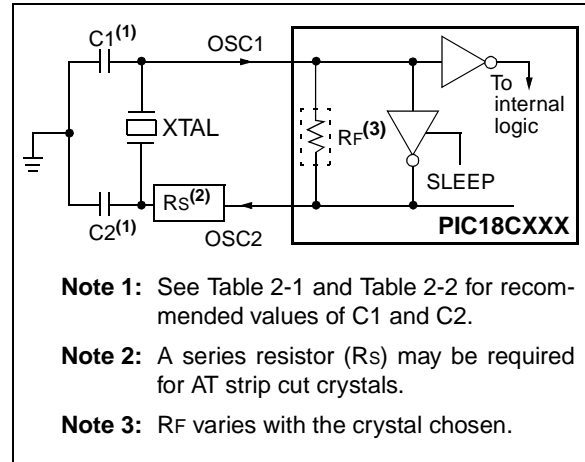 C1(1)
OSC1
To
internal
logic
XTAL
RF(3)
SLEEP
RS(2)
C2(1)
OSC2
PIC18CXXX
Note 1: See Table 2-1 and Table 2-2 for recom-
mended values of C1 and C2.
Note 2: A series resistor (RS) may be required
for AT strip cut crystals.
Note 3: RF varies with the crystal chosen.